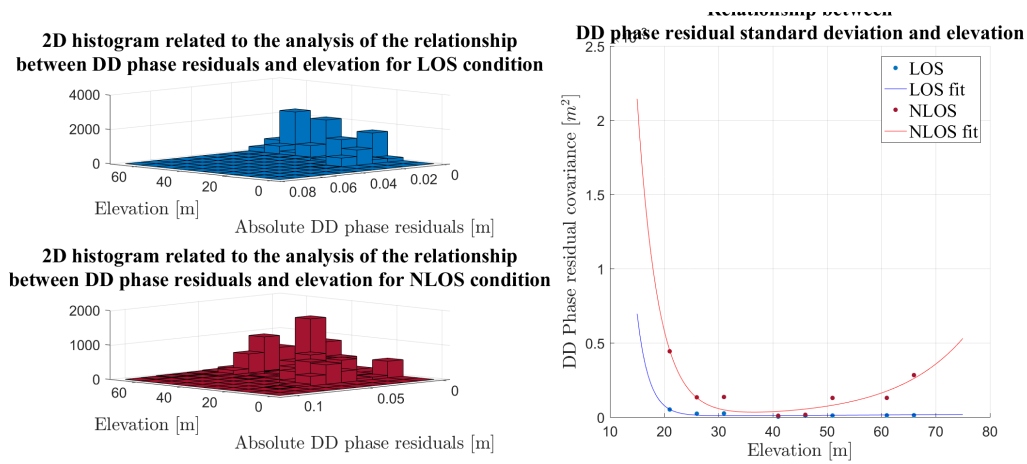 2D histogram related to the analysis of the relationship
between DD phase residuals and elevation for LOS condition
4000
2000
0
60
40
20
0
0.08
0.06
0.04
0.02
0
Elevation [m]
Absolute DD phase residuals [m]
2D histogram related to the analysis of the relationship
between DD phase residuals and elevation for NLOS condition
2000
1000
0
60
40
20
0
0.1
0.05
0
Elevation [m]
Absolute DD phase residuals [m]
Relationship between
DD phase residual standard deviation and elevation
2.5
2
1.5
1
0.5
0
10
20
30
40
50
60
70
80
DD Phase residual covariance [m²]
Elevation [m]
LOS
LOS fit
NLOS
NLOS fit